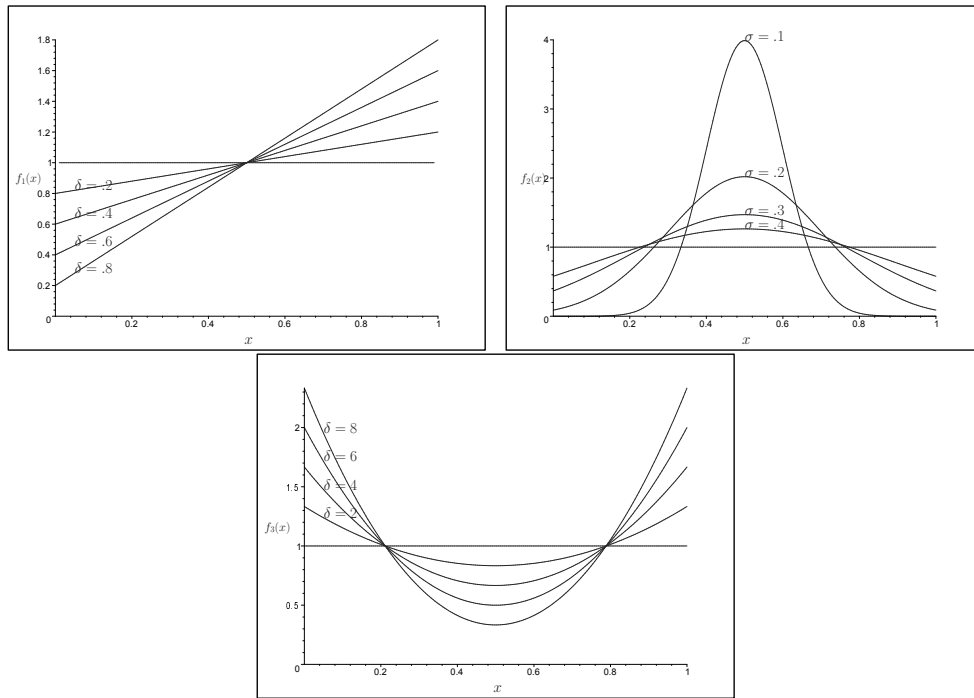 1.8
1.6
1.4
1.2
1
f₁(x)
0.8
0.6
0.4
0.2
0
δ = .2
δ = .4
δ = .6
δ = .8
0.2
0.4
0.6
0.8
1
x
4
3
f₂(x)
2
1
0
σ = .1
σ = .2
σ = .3
σ = .4
0.2
0.4
0.6
0.8
1
x
2
1.5
f₃(x)
1
0.5
0
δ = 8
δ = 6
δ = 4
δ = 2
0.2
0.4
0.6
0.8
1
x